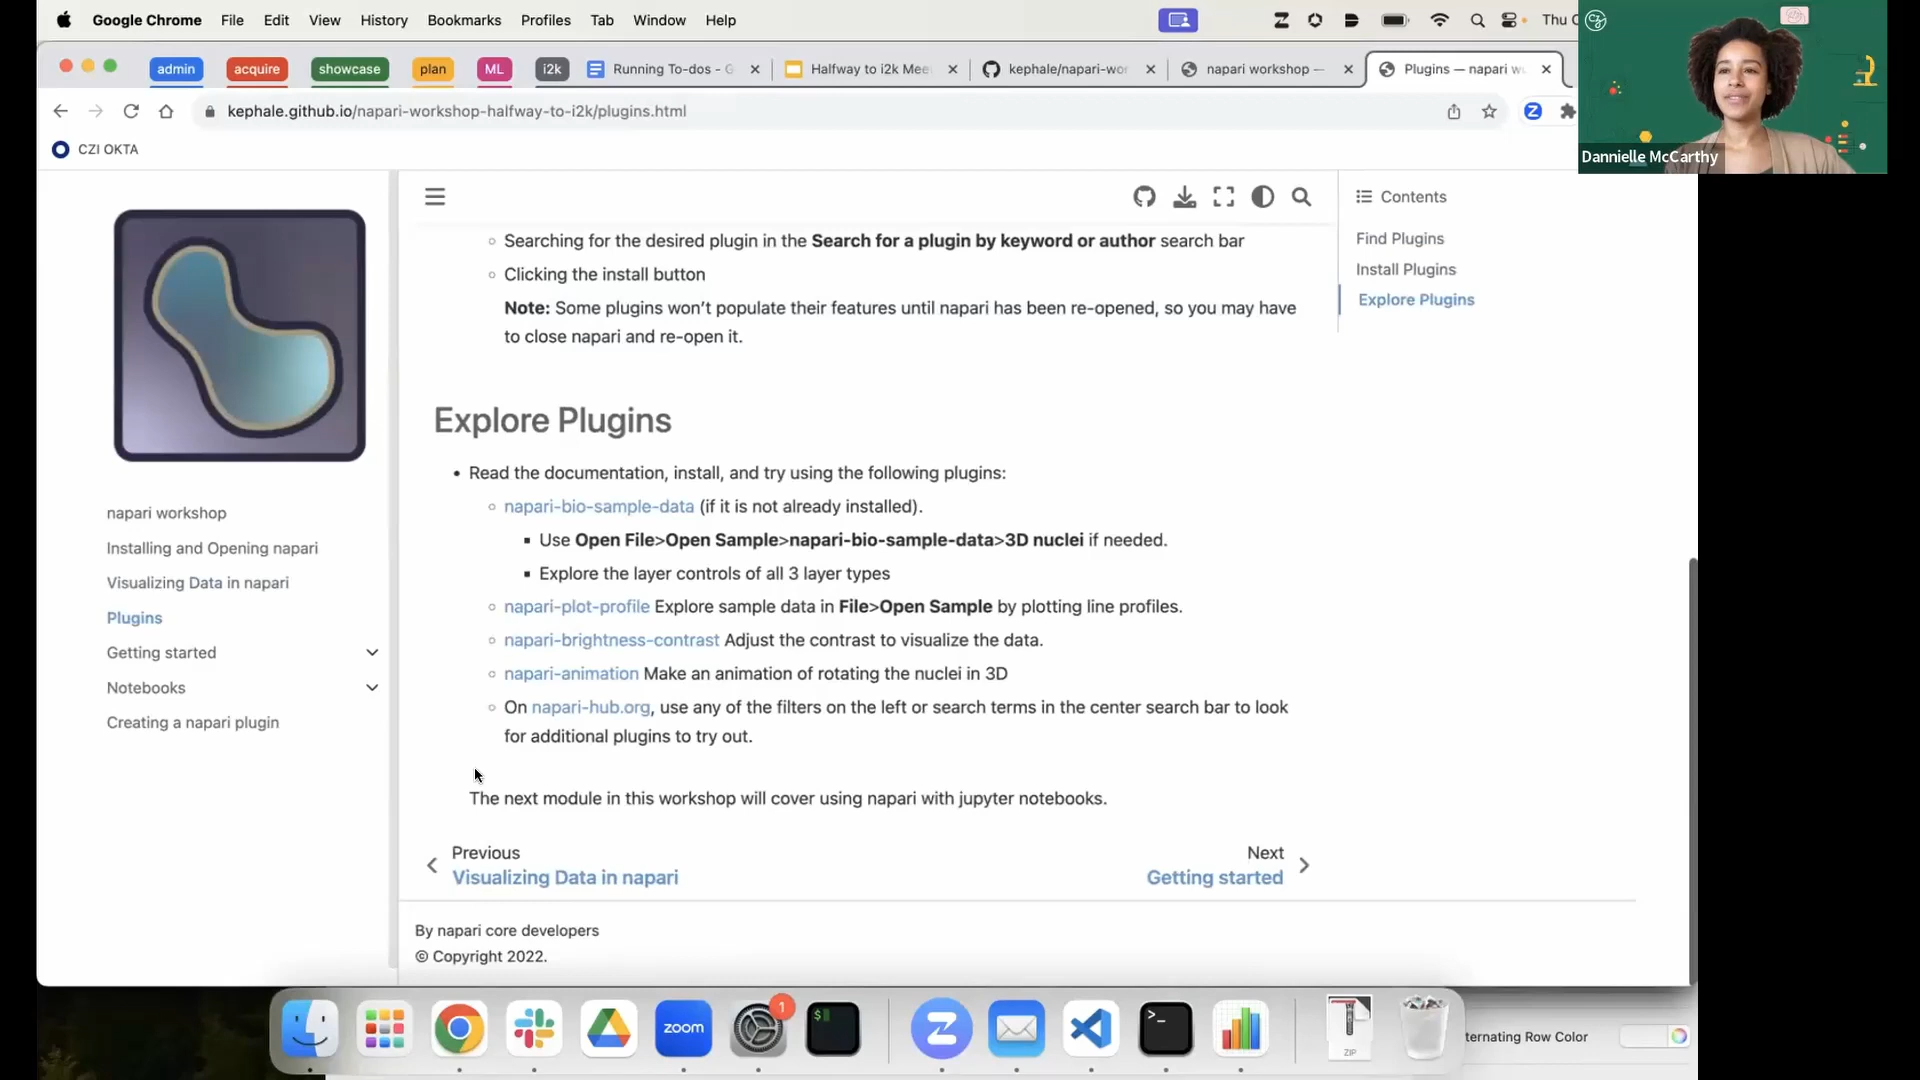 Google Chrome File Edit View History Bookmarks Profiles Tab Window Help
Thu
admin acquire showcase plan ML i2k Running To-dos - G Halfway to i2k Mee kephale/napari-wor napari workshop — Plugins — napari w
kephale.github.io/napari-workshop-halfway-to-i2k/plugins.html
CZI OKTA
Dannielle McCarthy
napari workshop
Installing and Opening napari
Visualizing Data in napari
Plugins
Getting started
Notebooks
Creating a napari plugin
Searching for the desired plugin in the Search for a plugin by keyword or author search bar
Clicking the install button
Note: Some plugins won't populate their features until napari has been re-opened, so you may have
to close napari and re-open it.
Explore Plugins
Read the documentation, install, and try using the following plugins:
napari-bio-sample-data (if it is not already installed).
Use Open File>Open Sample>napari-bio-sample-data>3D nuclei if needed.
Explore the layer controls of all 3 layer types
napari-plot-profile Explore sample data in File>Open Sample by plotting line profiles.
napari-brightness-contrast Adjust the contrast to visualize the data.
napari-animation Make an animation of rotating the nuclei in 3D
On napari-hub.org, use any of the filters on the left or search terms in the center search bar to look
for additional plugins to try out.
The next module in this workshop will cover using napari with jupyter notebooks.
Previous
Visualizing Data in napari
Next
Getting started
By napari core developers
© Copyright 2022.
Contents
Find Plugins
Install Plugins
Explore Plugins
1
zoom
$
>_
ZIP
ternating Row Color